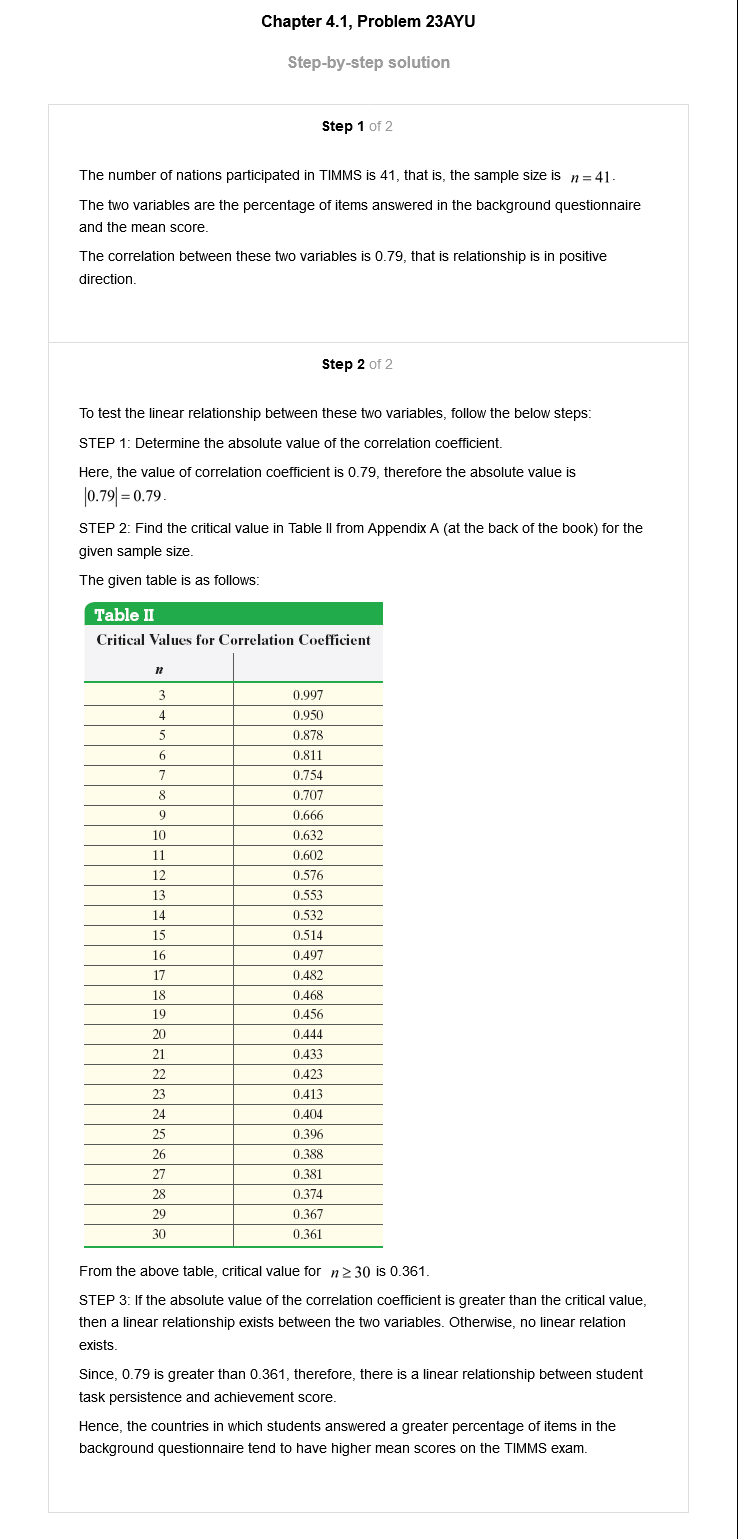 Chapter 4.1, Problem 23AYU
Step-by-step solution
Step 1 of 2
The number of nations participated in TIMMS is 41, that is, the sample size is n = 41.
The two variables are the percentage of items answered in the background questionnaire
and the mean score.
The correlation between these two variables is 0.79, that is relationship is in positive
direction.
Step 2 of 2
To test the linear relationship between these two variables, follow the below steps:
STEP 1: Determine the absolute value of the correlation coefficient.
Here, the value of correlation coefficient is 0.79, therefore the absolute value is
|0.79| = 0.79.
STEP 2: Find the critical value in Table II from Appendix A (at the back of the book) for the
given sample size.
The given table is as follows:
Table II
Critical Values for Correlation Coefficient
n
3 0.997
4 0.950
5 0.878
6 0.811
7 0.754
8 0.707
9 0.666
10 0.632
11 0.602
12 0.576
13 0.553
14 0.532
15 0.514
16 0.497
17 0.482
18 0.468
19 0.456
20 0.444
21 0.433
22 0.423
23 0.413
24 0.404
25 0.396
26 0.388
27 0.381
28 0.374
29 0.367
30 0.361
From the above table, critical value for n ≥ 30 is 0.361.
STEP 3: If the absolute value of the correlation coefficient is greater than the critical value,
then a linear relationship exists between the two variables. Otherwise, no linear relation
exists.
Since, 0.79 is greater than 0.361, therefore, there is a linear relationship between student
task persistence and achievement score.
Hence, the countries in which students answered a greater percentage of items in the
background questionnaire tend to have higher mean scores on the TIMMS exam.